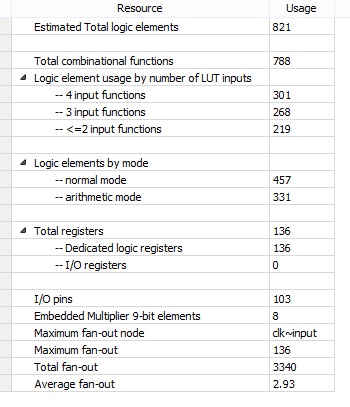 Resource Usage
Estimated Total logic elements 821
Total combinational functions 788
Logic element usage by number of LUT inputs
-- 4 input functions 301
-- 3 input functions 268
-- <=2 input functions 219
Logic elements by mode
-- normal mode 457
-- arithmetic mode 331
Total registers 136
-- Dedicated logic registers 136
-- I/O registers 0
I/O pins 103
Embedded Multiplier 9-bit elements 8
Maximum fan-out node clk~input
Maximum fan-out 136
Total fan-out 3340
Average fan-out 2.93